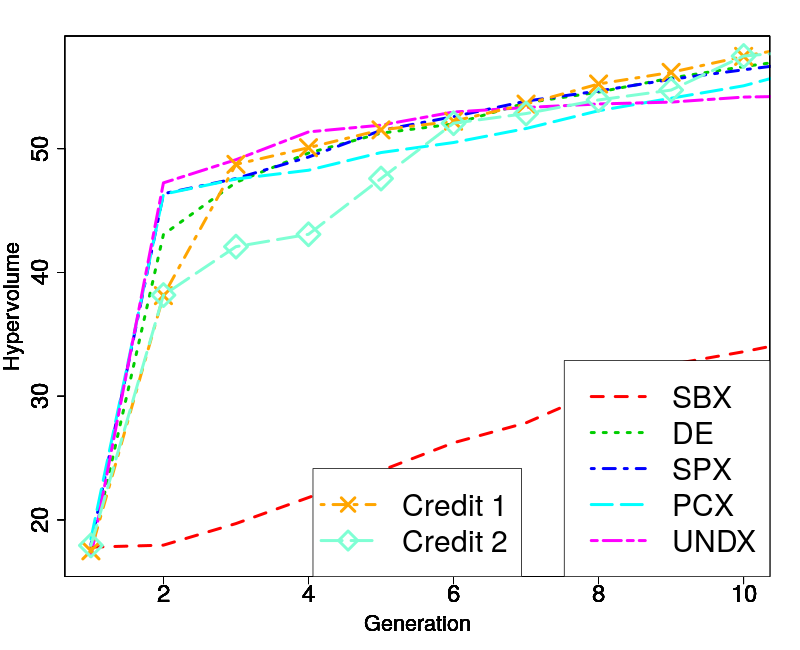 Hypervolume
50
40
30
20
SBX
DE
SPX
PCX
UNDX
Credit 1
Credit 2
2
4
6
8
10
Generation